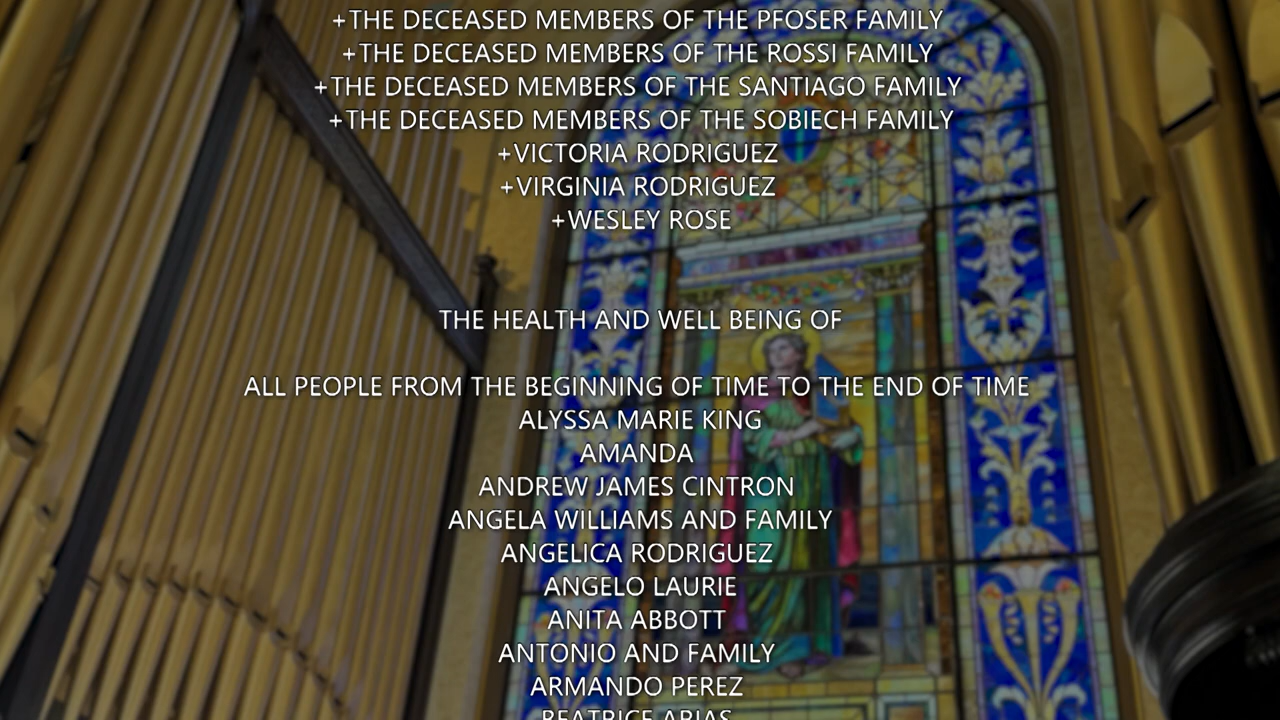 +THE DECEASED MEMBERS OF THE PFOSER FAMILY
+THE DECEASED MEMBERS OF THE ROSSI FAMILY
+THE DECEASED MEMBERS OF THE SANTIAGO FAMILY
+THE DECEASED MEMBERS OF THE SOBIECH FAMILY
+VICTORIA RODRIGUEZ
+VIRGINIA RODRIGUEZ
+WESLEY ROSE
THE HEALTH AND WELL BEING OF
ALL PEOPLE FROM THE BEGINNING OF TIME TO THE END OF TIME
ALYSSA MARIE KING
AMANDA
ANDREW JAMES CINTRON
ANGELA WILLIAMS AND FAMILY
ANGELICA RODRIGUEZ
ANGELO LAURIE
ANITA ABBOTT
ANTONIO AND FAMILY
ARMANDO PEREZ
BEATRICE ARIAS